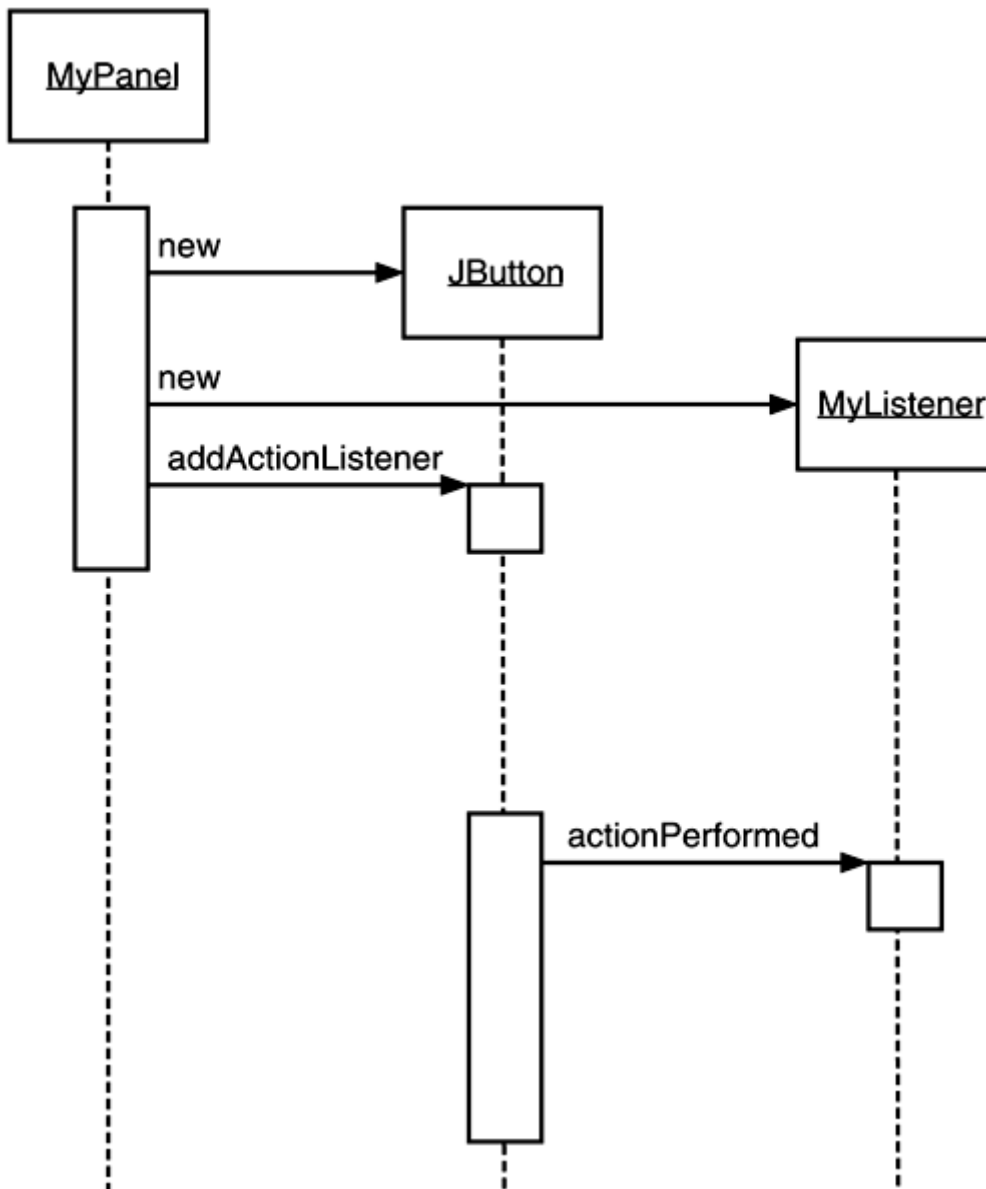 MyPanel
new
JButton
new
MyListener
addActionListener
actionPerformed